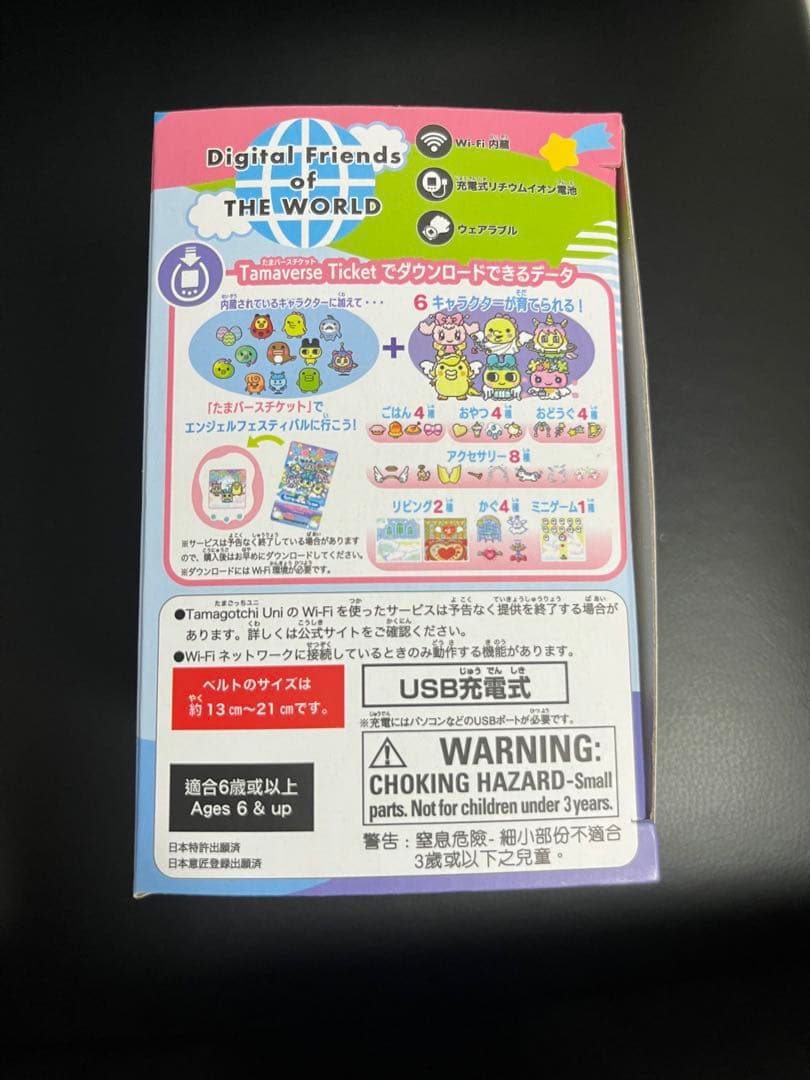 Digital Friends
of
THE WORLD
Wi-Fi 内蔵
充電式リチウムイオン電池
ウェアラブル
Tamaverse Ticket でダウンロードできるデータ
内蔵されているキャラクターに加えて・・・
6 キャラクターが育てられる！
+
「たまバースチケット」で
エンジェルフェスティバルに行こう！
ごはん4種 おやつ4種 おどうぐ4種
アクセサリー8種
リビング2種 かぐ4種 ミニゲーム1種
※サービスは予告なく終了している場合があります
ので、購入後はお早めにダウンロードしてください。
※ダウンロードにはWi-Fi環境が必要です。
●Tamagotchi UniのWi-Fiを使ったサービスは予告なく提供を終了する場合が
あります。詳しくは公式サイトをご確認ください。
●Wi-Fiネットワークに接続しているときのみ動作する機能があります。
ベルトのサイズは
約13㎝～21㎝です。
USB充電式
※充電にはパソコンなどのUSBポートが必要です。
適合6歲或以上
Ages 6 & up
WARNING:
CHOKING HAZARD-Small
parts. Not for children under 3 years.
警告：窒息危險- 細小部份不適合
3歲或以下之兒童。
日本特許出願済
日本意匠登録出願済